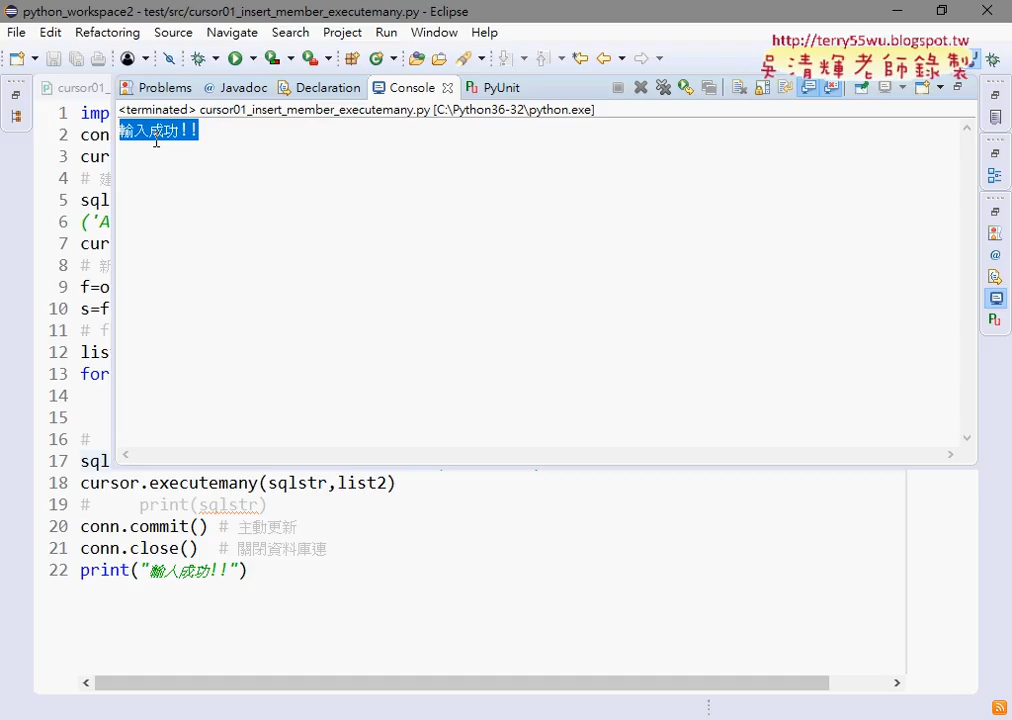 python_workspace2 - test/src/cursor01_insert_member_executemany.py - Eclipse
File Edit Refactoring Source Navigate Search Project Run Window Help
http://terry55wu.blogspot.tw
吳清輝老師錄製
cursor01_
Problems Javadoc Declaration Console PyUnit
<terminated> cursor01_insert_member_executemany.py [C:\Python36-32\python.exe]
輸入成功!!
1 imp
2 con
3 cur
4 # 建
5 sql
6 ('A
7 cur
8 # 新
9 f=o
10 s=f
11 # f
12 lis
13 for
14
15
16 #
17 sql
18 cursor.executemany(sqlstr,list2)
19 # print(sqlstr)
20 conn.commit() # 主動更新
21 conn.close() # 關閉資料庫連
22 print("輸入成功!!")